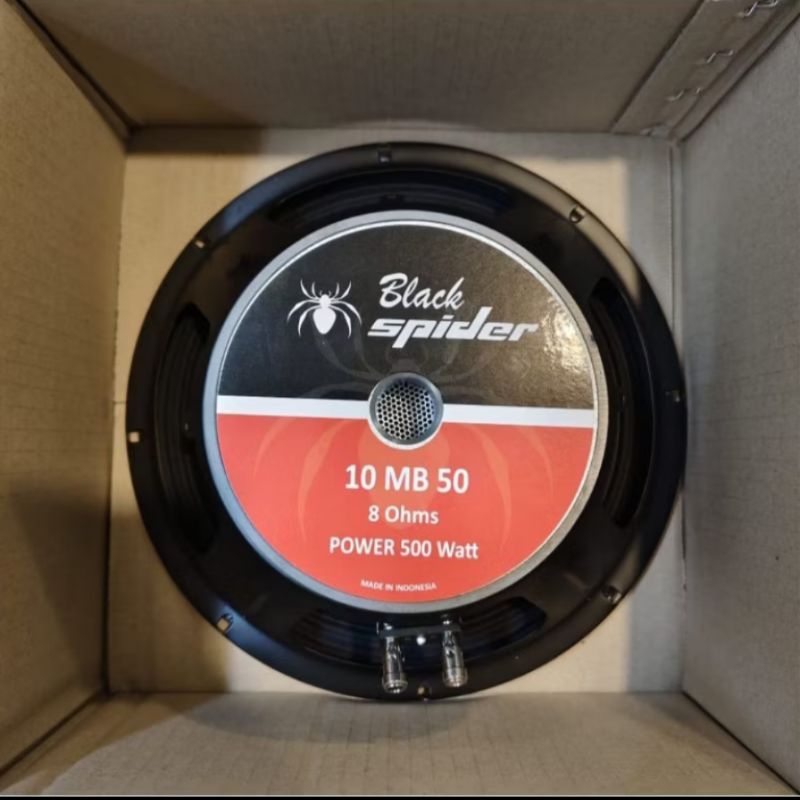 Black
spider
10 MB 50
8 Ohms
POWER 500 Watt
MADE IN INDONESIA